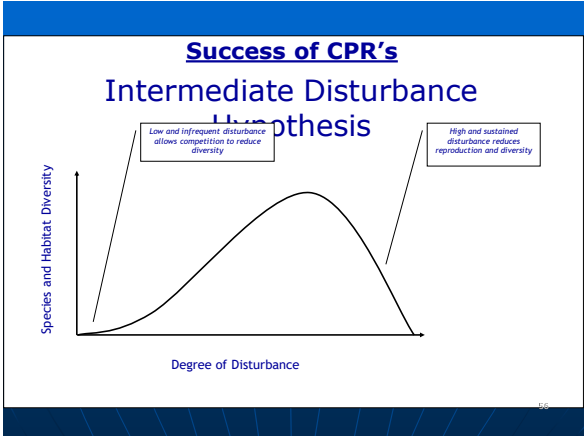 Success of CPR's
Intermediate Disturbance
Hypothesis
Low and infrequent disturbance
allows competition to reduce
diversity
High and sustained
disturbance reduces
reproduction and diversity
Species and Habitat Diversity
Degree of Disturbance
56